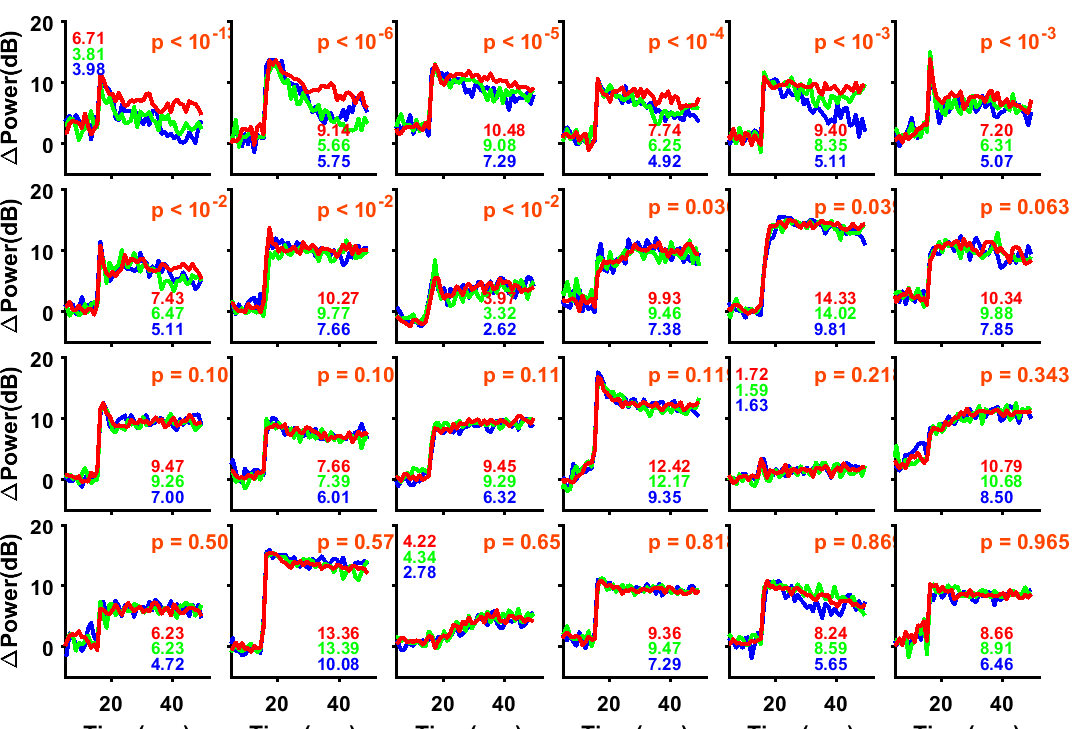 20
10
0
△Power(dB)
6.71
3.81
3.98
p < 10-13
p < 10-6
9.14
5.66
5.75
p < 10-5
10.48
9.08
7.29
p < 10-4
7.74
6.25
4.92
p < 10-3
9.40
8.35
5.11
p < 10-3
7.20
6.31
5.07
20
10
0
△Power(dB)
p < 10-2
7.43
6.47
5.11
p < 10-2
10.27
9.77
7.66
p < 10-2
3.97
3.32
2.62
p = 0.03
9.93
9.46
7.38
p = 0.03
14.33
14.02
9.81
p = 0.063
10.34
9.88
7.85
20
10
0
△Power(dB)
p = 0.10
9.47
9.26
7.00
p = 0.10
7.66
7.39
6.01
p = 0.11
9.45
9.29
6.32
p = 0.11
12.42
12.17
9.35
1.72
1.59
1.63
p = 0.21
p = 0.343
10.79
10.68
8.50
20
10
0
△Power(dB)
p = 0.50
6.23
6.23
4.72
p = 0.57
13.36
13.39
10.08
4.22
4.34
2.78
p = 0.65
p = 0.81
9.36
9.47
7.29
p = 0.86
8.24
8.59
5.65
p = 0.965
8.66
8.91
6.46
20 40 20 40 20 40 20 40 20 40 20 40